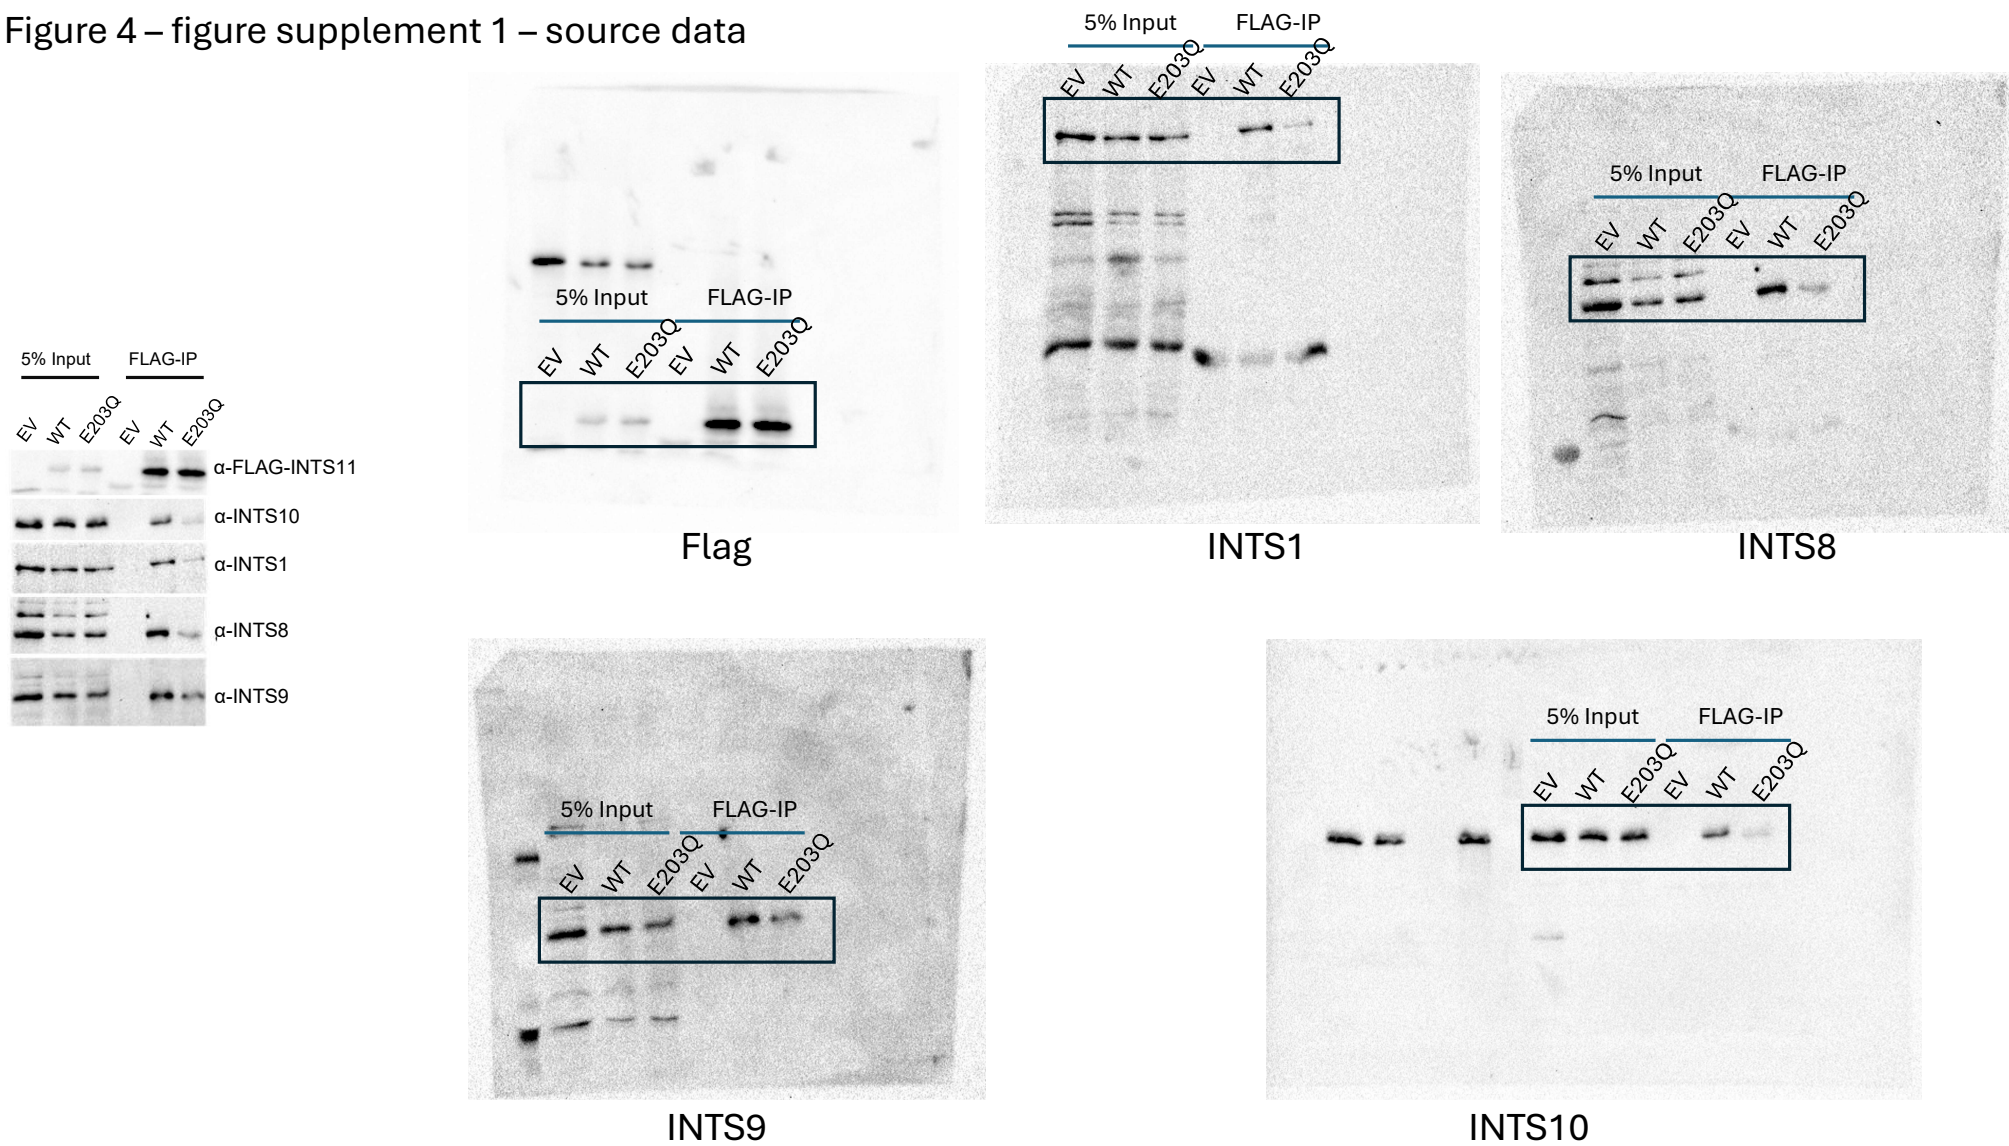 Figure 4 – figure supplement 1 – source data
5% Input FLAG-IP
EV WT E203Q EV WT E203Q
α-FLAG-INTS11
α-INTS10
α-INTS1
α-INTS8
α-INTS9
5% Input FLAG-IP
EV WT E203Q EV WT E203Q
Flag
5% Input FLAG-IP
EV WT E203Q EV WT E203Q
INTS1
5% Input FLAG-IP
EV WT E203Q EV WT E203Q
INTS8
5% Input FLAG-IP
EV WT E203Q EV WT E203Q
INTS9
5% Input FLAG-IP
EV WT E203Q EV WT E203Q
INTS10